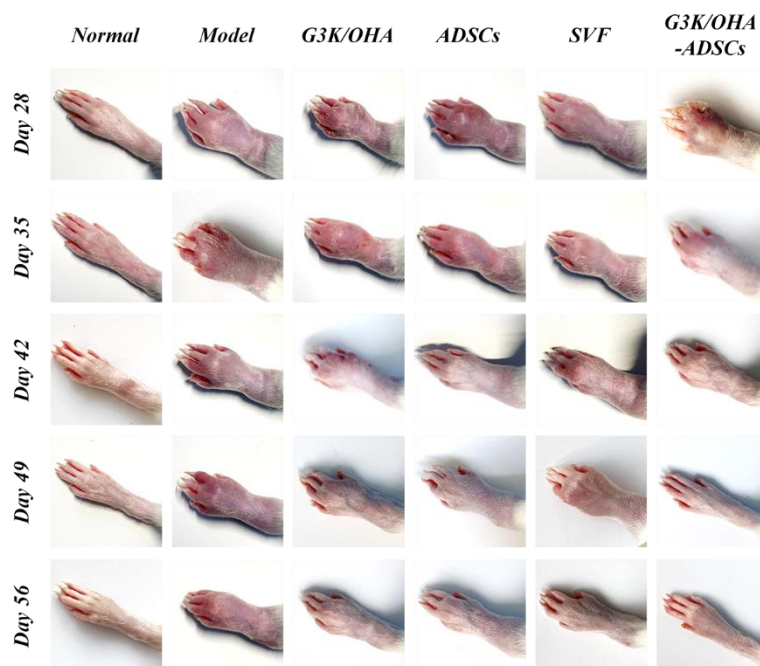 Normal
Model
G3K/OHA
ADSCs
SVF
G3K/OHA
-ADSCs
Day 28
Day 35
Day 42
Day 49
Day 56